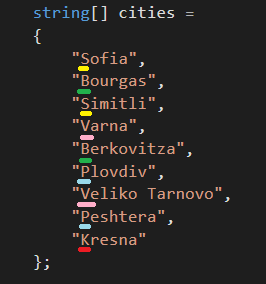 string[] cities =
{
"Sofia",
"Bourgas",
"Simitli",
"Varna",
"Berkovitza",
"Plovdiv",
"Veliko Tarnovo",
"Peshtera",
"Kresna"
};